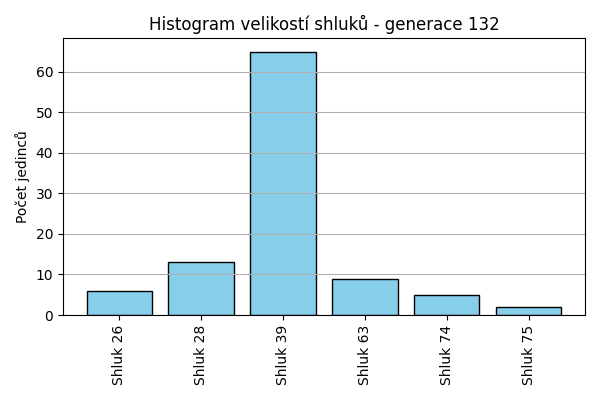 Histogram velikostí shluků - generace 132
Počet jedinců
60
50
40
30
20
10
0
Shluk 26
Shluk 28
Shluk 39
Shluk 63
Shluk 74
Shluk 75